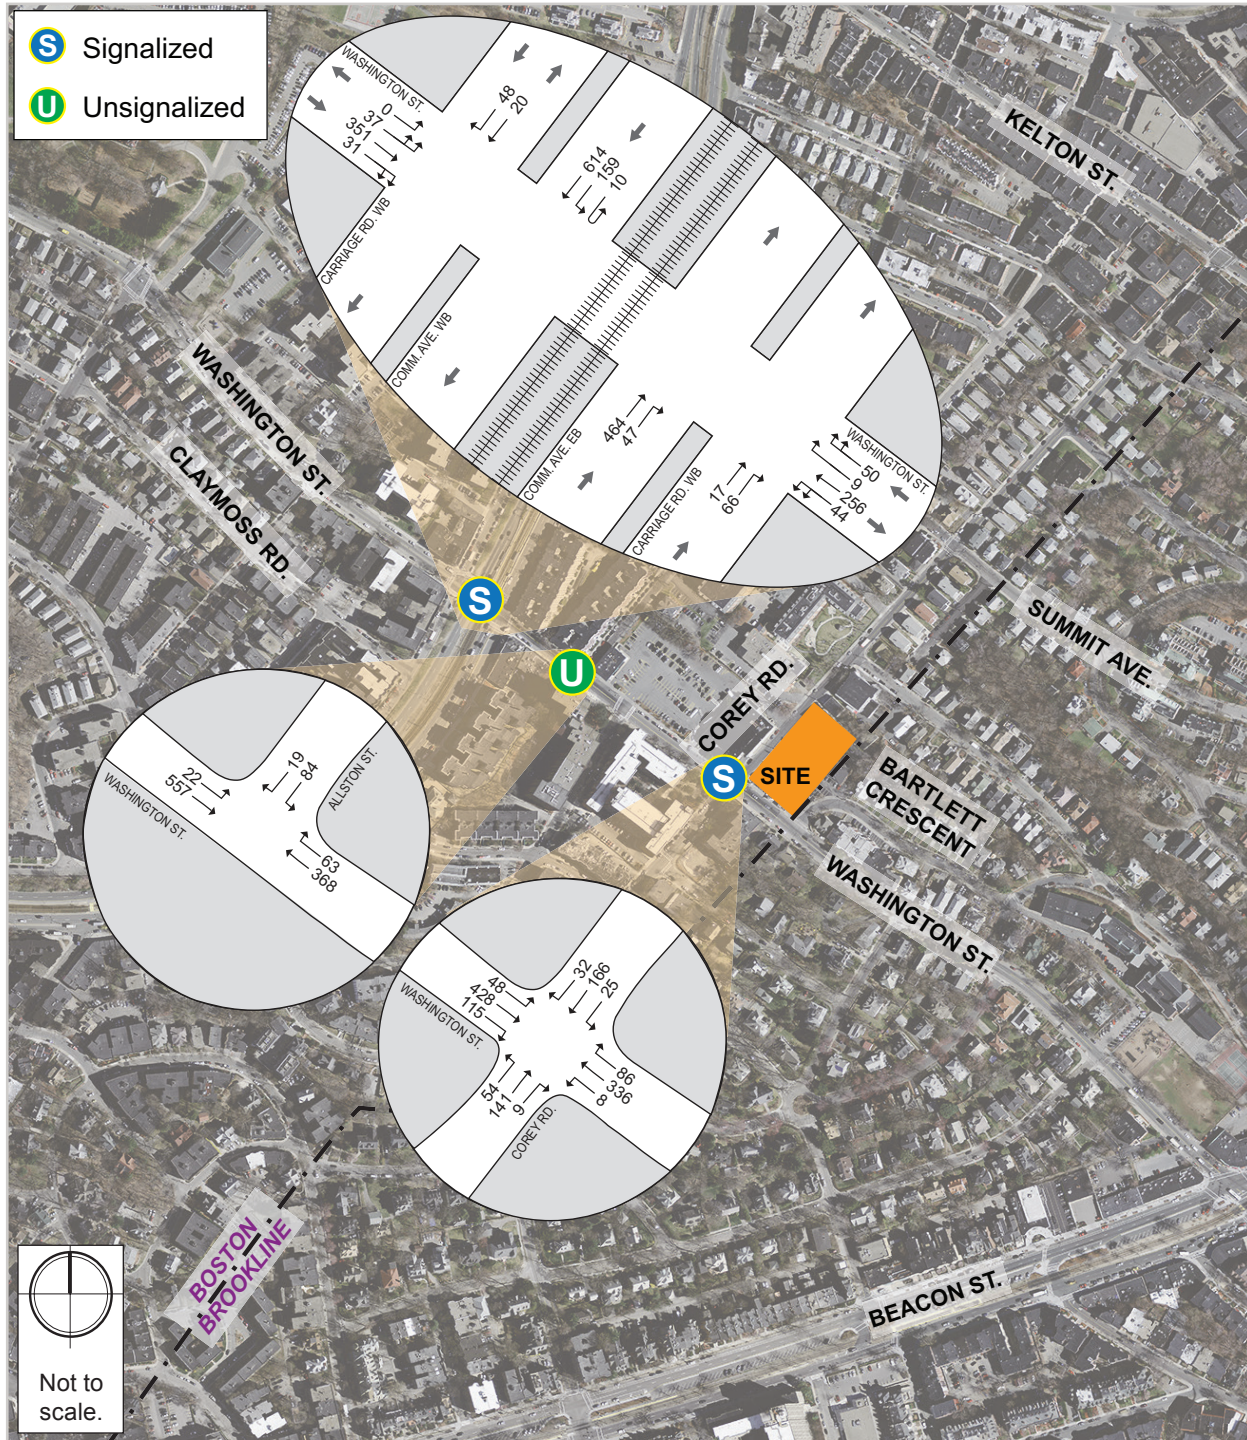 S Signalized
U Unsignalized
WASHINGTON ST.
0
37
351
31
48
20
614
159
10
CARRIAGE RD. WB
COMM. AVE. WB
COMM. AVE. EB
CARRIAGE RD. WB
464
47
17
66
WASHINGTON ST.
50
9
256
44
KELTON ST.
WASHINGTON ST.
CLAYMOSS RD.
S
U
S
SITE
COREY RD.
SUMMIT AVE.
BARTLETT
CRESCENT
WASHINGTON ST.
22
557
WASHINGTON ST.
19
84
ALLSTON ST.
63
368
48
428
115
WASHINGTON ST.
32
166
25
54
141
9
COREY RD.
86
336
8
BOSTON
BROOKLINE
BEACON ST.
Not to
scale.